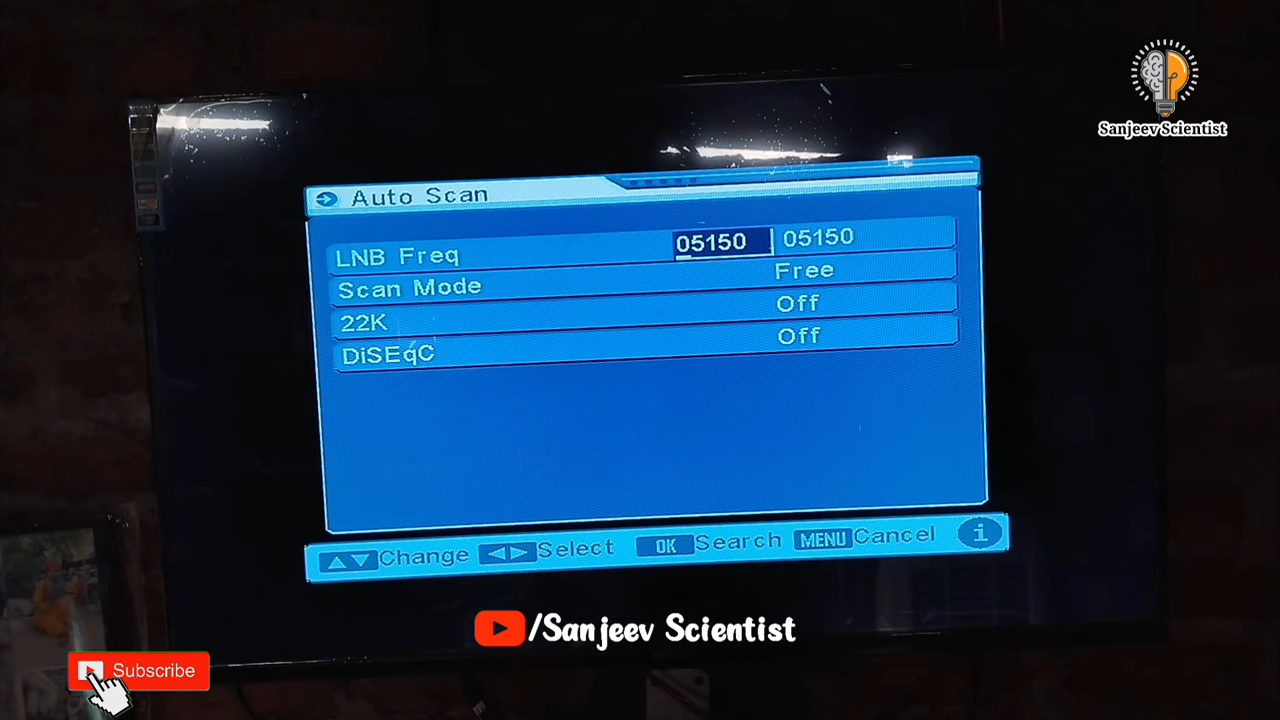 Sanjeev Scientist
Auto Scan
LNB Freq 05150 05150
Scan Mode Free
22K Off
DiSEqC Off
Change Select OK Search MENU Cancel i
/Sanjeev Scientist
Subscribe